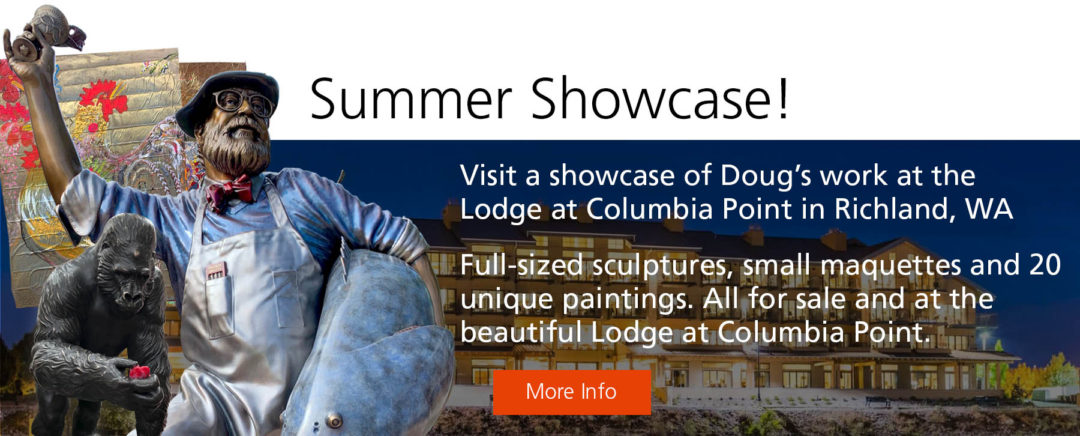 Summer Showcase!
Visit a showcase of Doug's work at the
Lodge at Columbia Point in Richland, WA
Full-sized sculptures, small maquettes and 20
unique paintings. All for sale and at the
beautiful Lodge at Columbia Point.
More Info